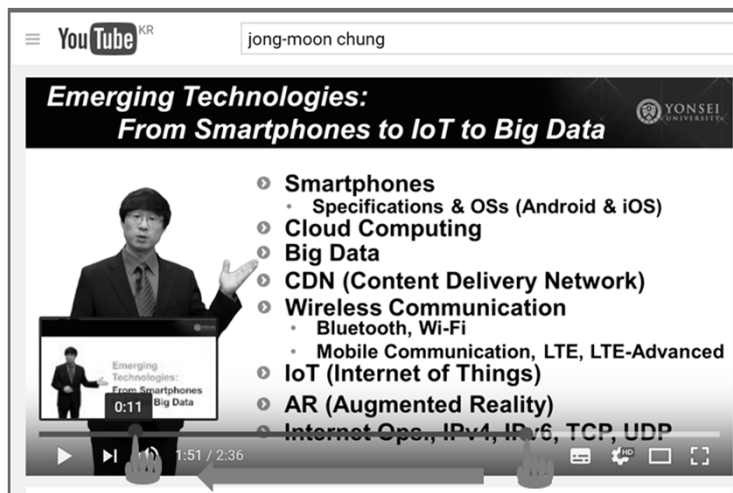 YouTube KR
jong-moon chung
Emerging Technologies:
From Smartphones to IoT to Big Data
YONSEI
UNIVERSITY
Smartphones
Specifications & OSs (Android & iOS)
Cloud Computing
Big Data
CDN (Content Delivery Network)
Wireless Communication
Bluetooth, Wi-Fi
Mobile Communication, LTE, LTE-Advanced
IoT (Internet of Things)
AR (Augmented Reality)
Internet Ops., IPv4, IPv6, TCP, UDP
YONSEI
Emerging
Technologies:
From Smartphones
Big Data
0:11
1:51 / 2:36
HD